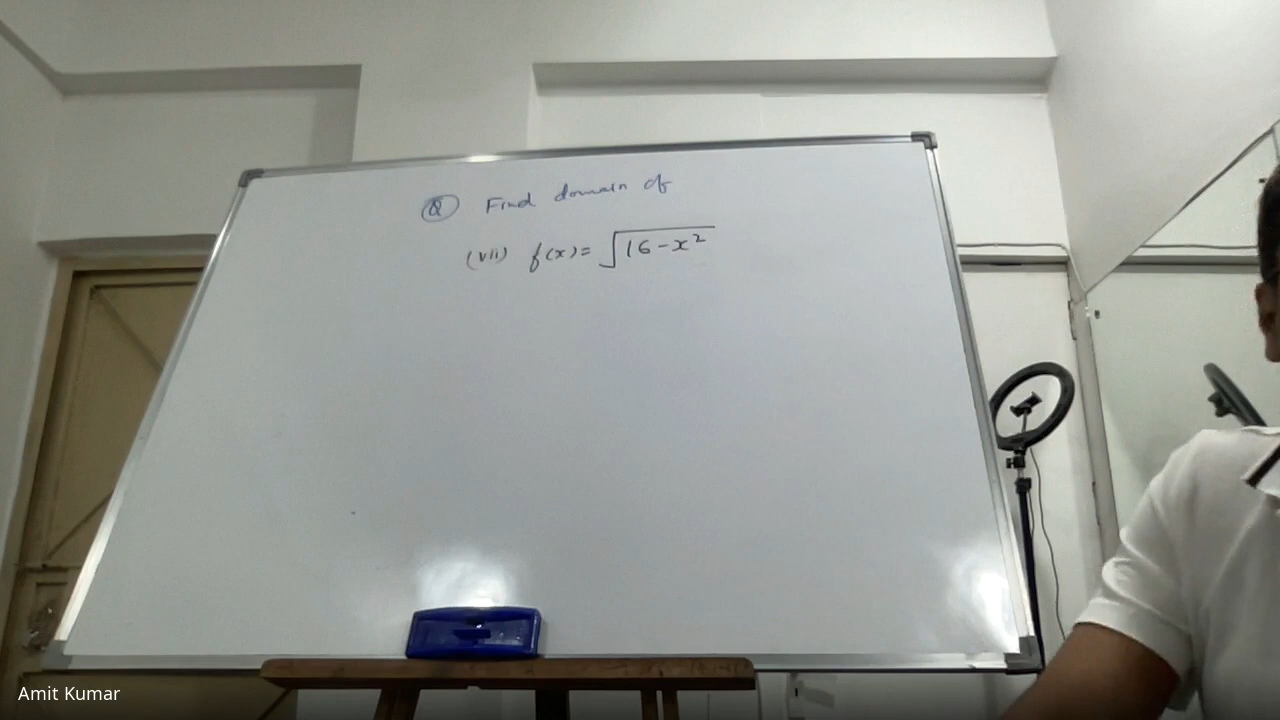 Q Find domain of
(vii) f(x) = √16-x²
Amit Kumar